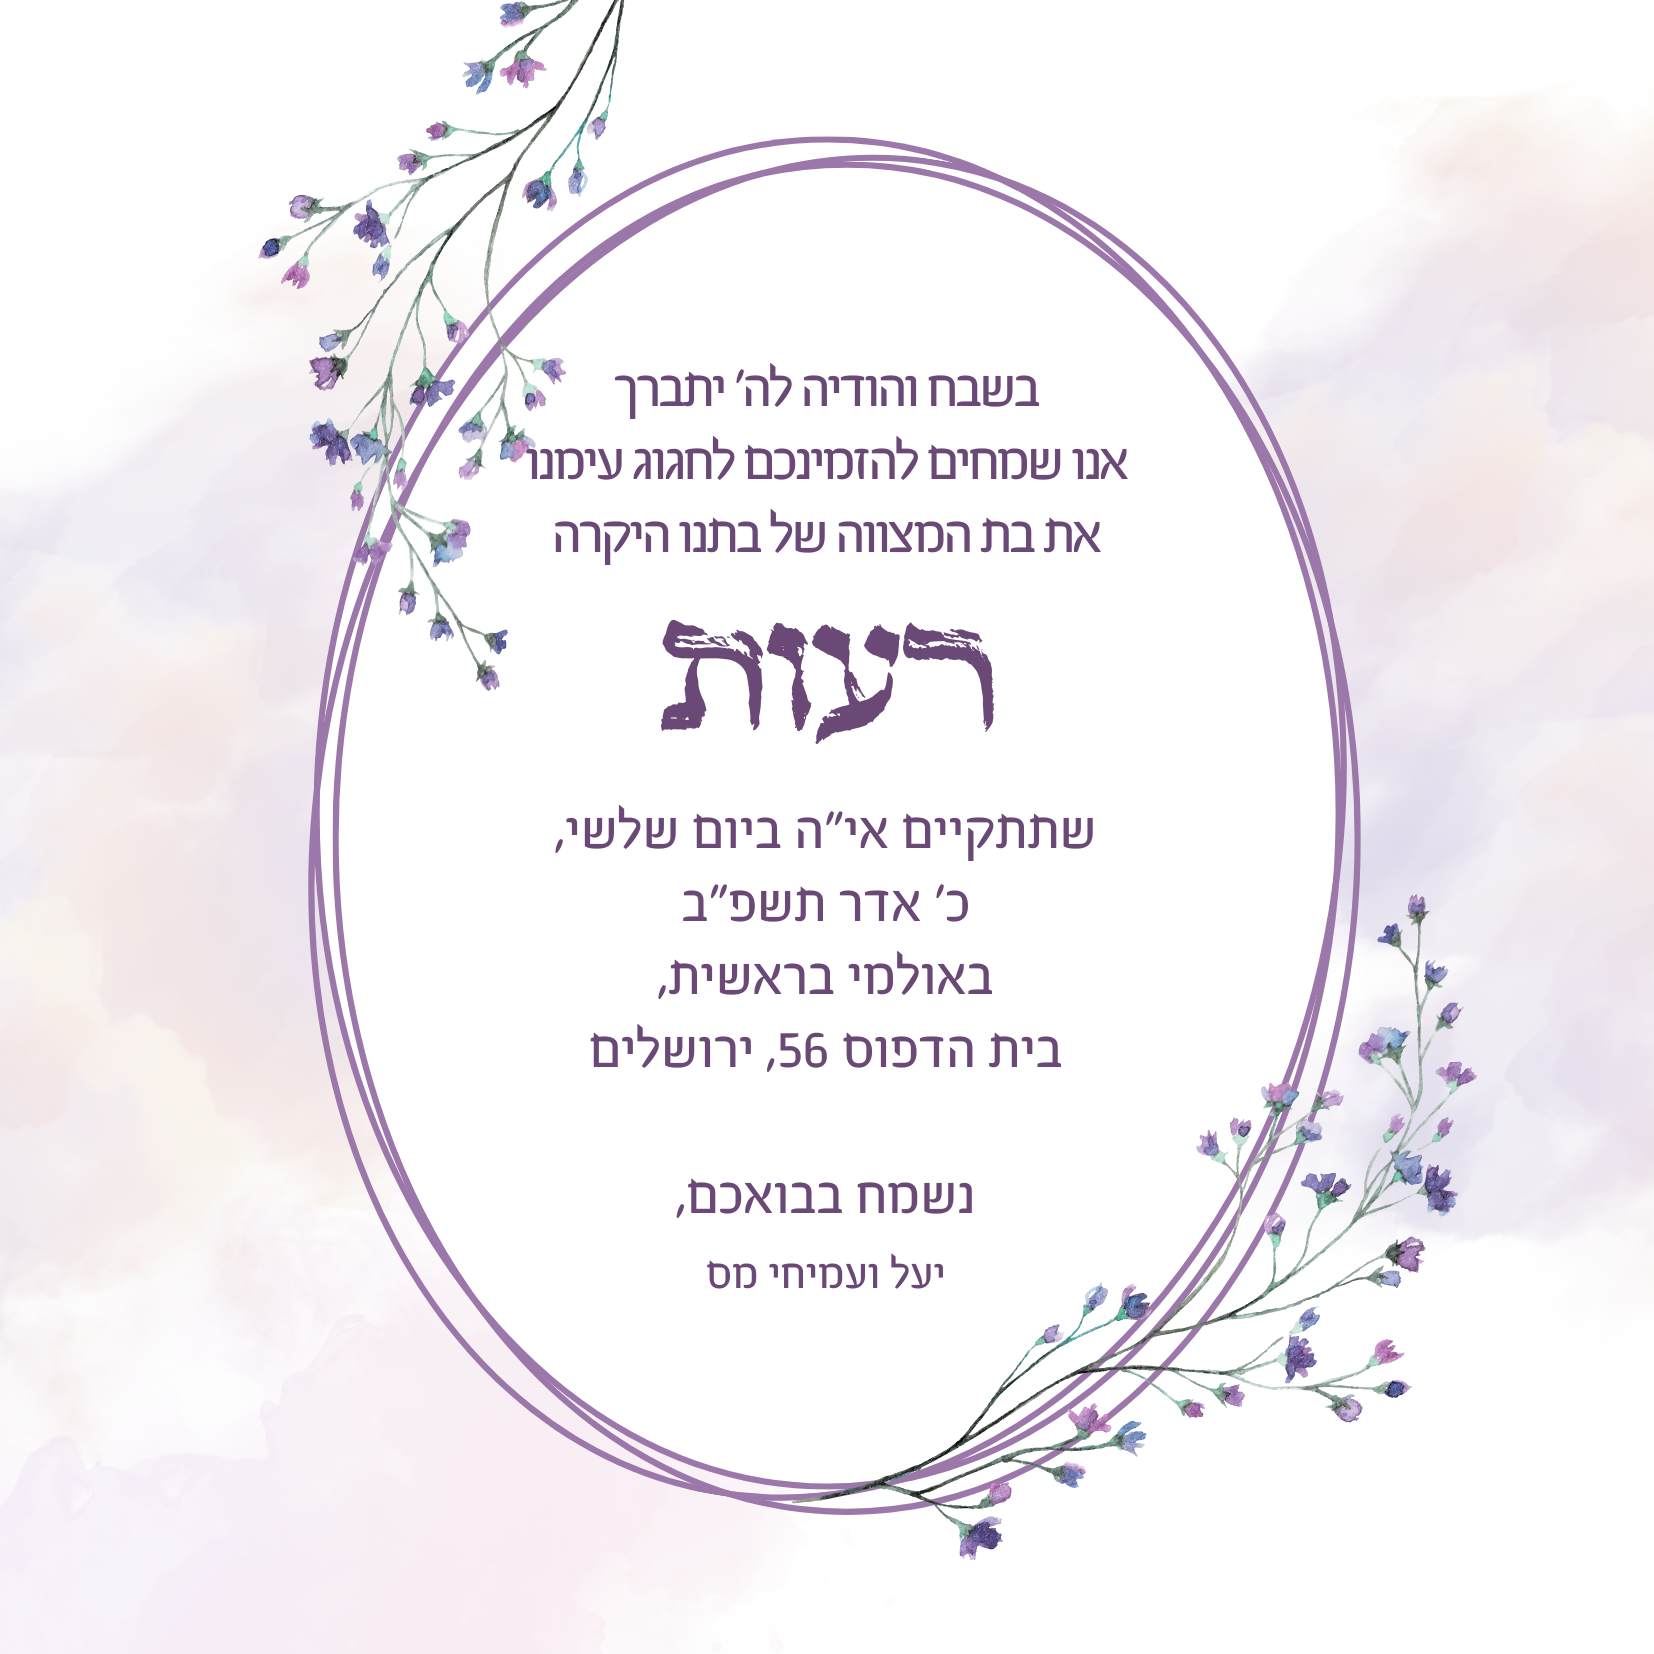 בשבח והודיה לה' יתברך
אנו שמחים להזמינכם לחגוג עימנו
את בת המצווה של בתנו היקרה
רעות
שתתקיים אי"ה ביום שלשי,
כ' אדר תשפ"ב
באולמי בראשית,
בית הדפוס 56, ירושלים
נשמח בבואכם,
יעל ועמיחי מס